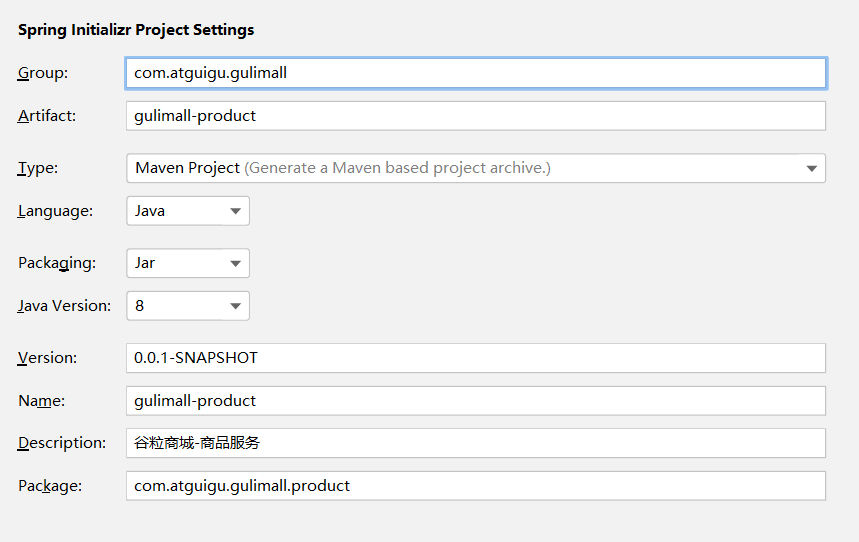 Spring Initializr Project Settings
Group: com.atguigu.gulimall
Artifact: gulimall-product
Type: Maven Project (Generate a Maven based project archive.)
Language: Java
Packaging: Jar
Java Version: 8
Version: 0.0.1-SNAPSHOT
Name: gulimall-product
Description: 谷粒商城-商品服务
Package: com.atguigu.gulimall.product